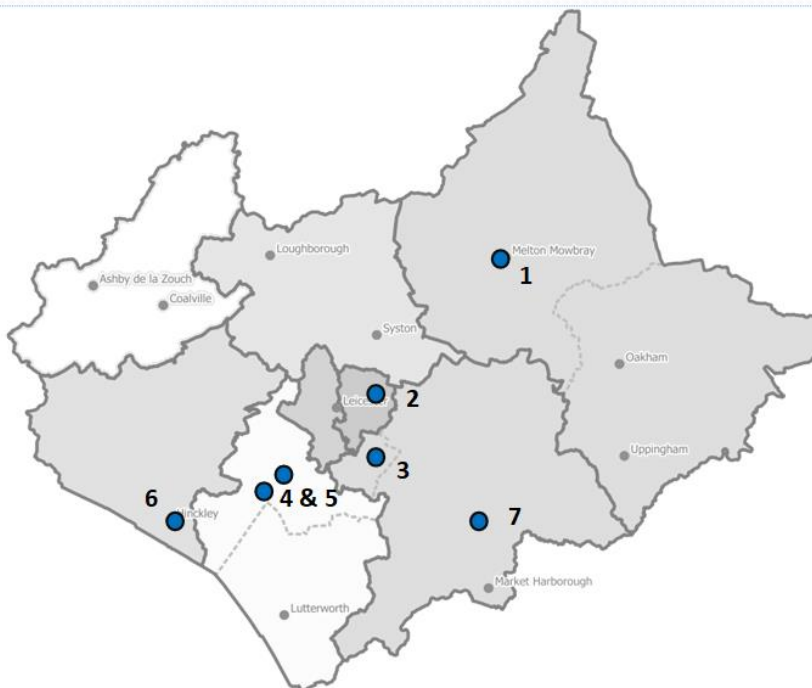 Loughborough
Melton Mowbray
1
Ashby de la Zouch
Coalville
Syston
Oakham
Leicester
2
Uppingham
3
6
4 & 5
Hinckley
7
Market Harborough
Lutterworth